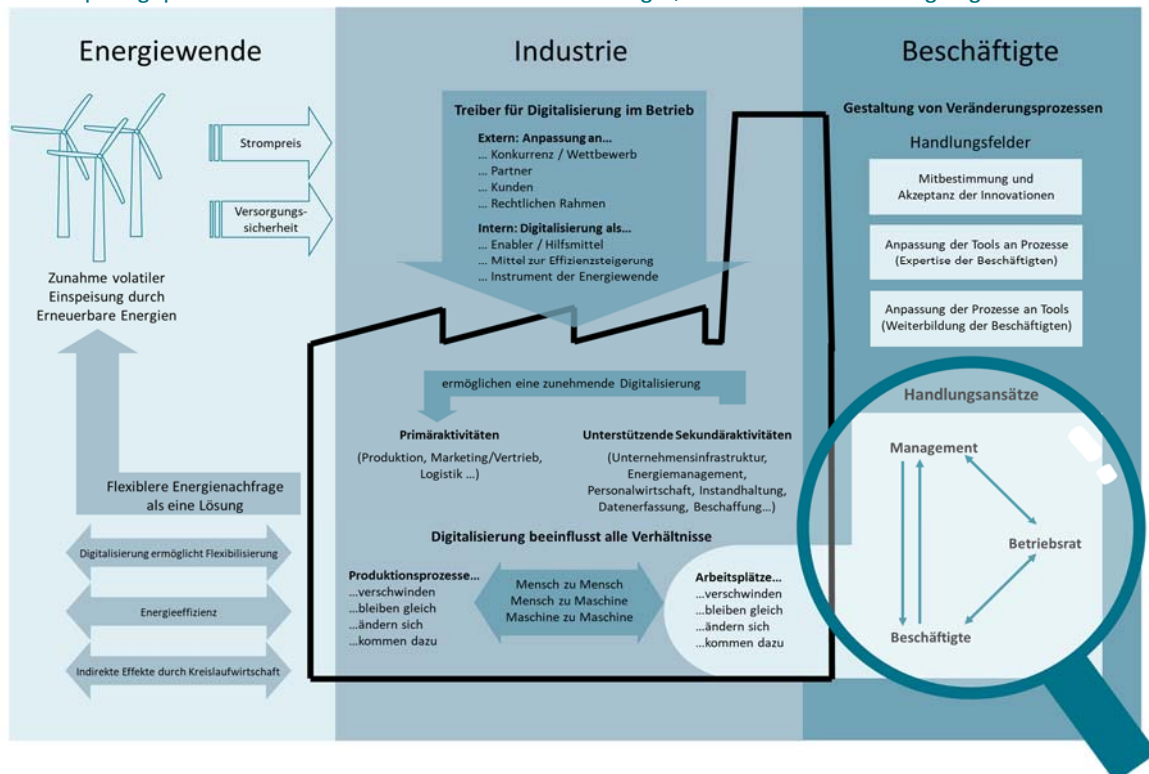 Energiewende
Strompreis
Versorgungs-
sicherheit
Zunahme volatiler
Einspeisung durch
Erneuerbare Energien
Flexiblere Energienachfrage
als eine Lösung
Digitalisierung ermöglicht Flexibilisierung
Energieeffizienz
Indirekte Effekte durch Kreislaufwirtschaft
Industrie
Treiber für Digitalisierung im Betrieb
Extern: Anpassung an...
... Konkurrenz / Wettbewerb
... Partner
... Kunden
... Rechtlichen Rahmen
Intern: Digitalisierung als...
... Enabler / Hilfsmittel
... Mittel zur Effizienzsteigerung
... Instrument der Energiewende
ermöglichen eine zunehmende Digitalisierung
Primäraktivitäten
(Produktion, Marketing/Vertrieb,
Logistik ...)
Unterstützende Sekundäraktivitäten
(Unternehmensinfrastruktur,
Energiemanagement,
Personalwirtschaft, Instandhaltung,
Datenerfassung, Beschaffung...)
Digitalisierung beeinflusst alle Verhältnisse
Produktionsprozesse...
...verschwinden
...bleiben gleich
...ändern sich
...kommen dazu
Mensch zu Mensch
Mensch zu Maschine
Maschine zu Maschine
Arbeitsplätze...
...verschwinden
...bleiben gleich
...ändern sich
...kommen dazu
Beschäftigte
Gestaltung von Veränderungsprozessen
Handlungsfelder
Mitbestimmung und
Akzeptanz der Innovationen
Anpassung der Tools an Prozesse
(Expertise der Beschäftigten)
Anpassung der Prozesse an Tools
(Weiterbildung der Beschäftigten)
Handlungsansätze
Management
Betriebsrat
Beschäftigte